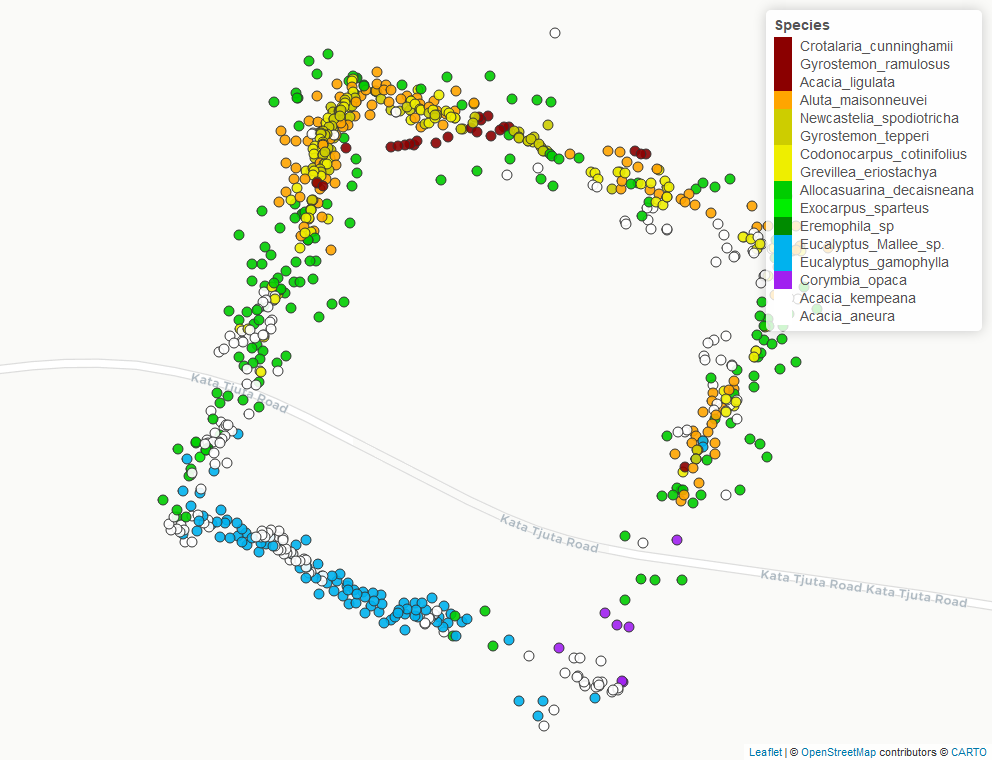 Species
Crotalaria_cunninghamii
Gyrostemon_ramulosus
Acacia_ligulata
Aluta_maisonneuvei
Newcastelia_spodiotricha
Gyrostemon_tepperi
Codonocarpus_cotinifolius
Grevillea_eriostachya
Allocasuarina_decaisneana
Exocarpus_sparteus
Eremophila_sp
Eucalyptus_Mallee_sp.
Eucalyptus_gamophylla
Corymbia_opaca
Acacia_kempeana
Acacia_aneura
Kata Tjuta Road
Kata Tjuta Road
Kata Tjuta Road Kata Tjuta Road
Leaflet | © OpenStreetMap contributors © CARTO